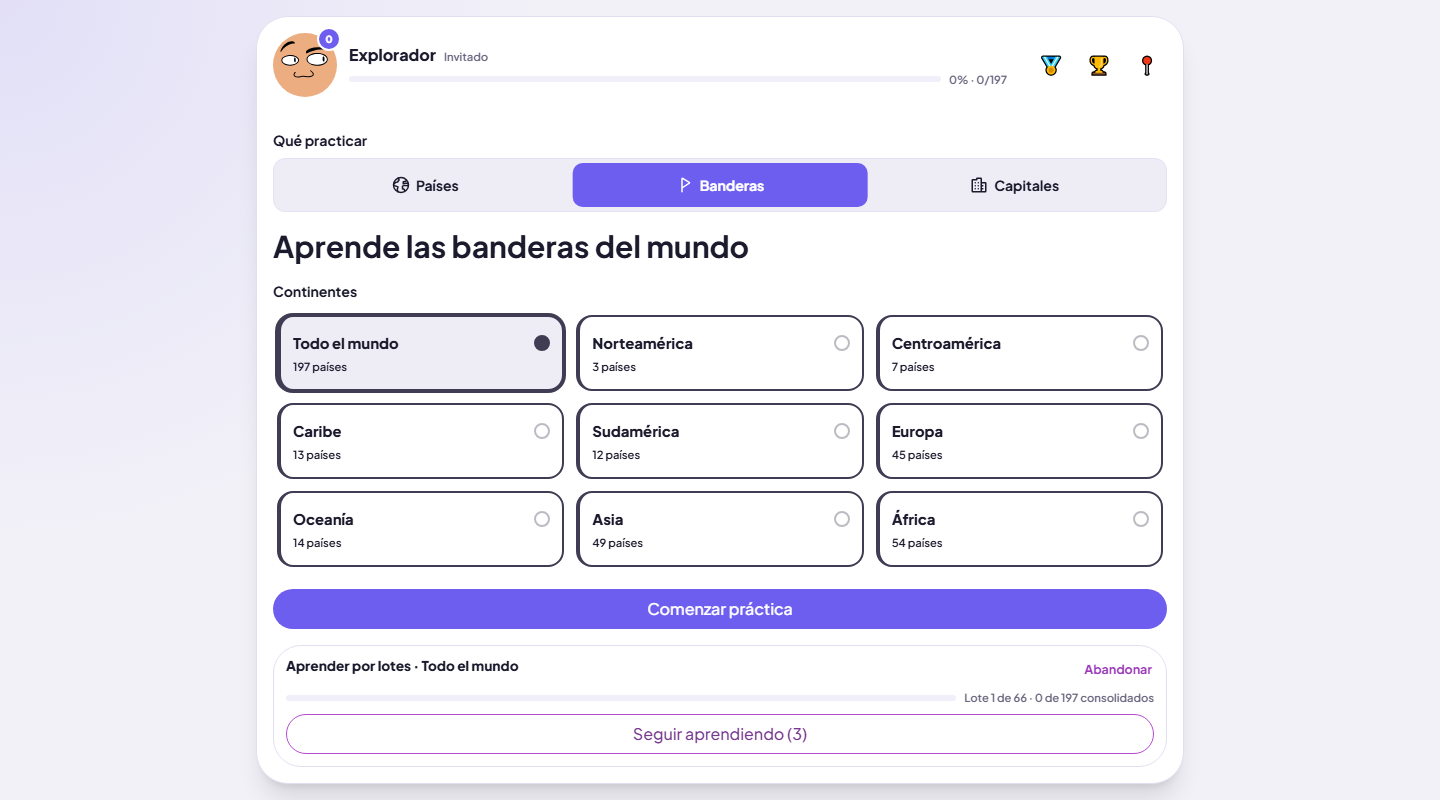 0
Explorador Invitado
0% · 0/197
Qué practicar
Países
Banderas
Capitales
Aprende las banderas del mundo
Continentes
Todo el mundo
197 países
Norteamérica
3 países
Centroamérica
7 países
Caribe
13 países
Sudamérica
12 países
Europa
45 países
Oceanía
14 países
Asia
49 países
África
54 países
Comenzar práctica
Aprender por lotes · Todo el mundo
Abandonar
Lote 1 de 66 · 0 de 197 consolidados
Seguir aprendiendo (3)